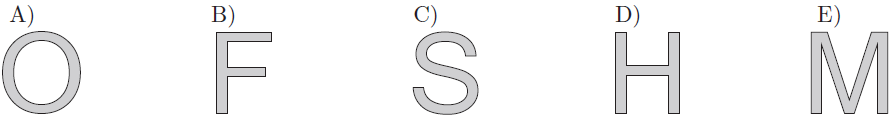 A) B) C) D) E)
O F S H M